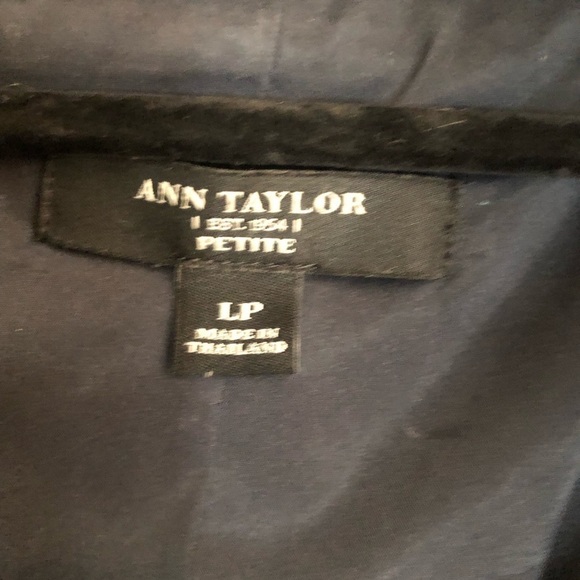 ANN TAYLOR
EST. 1954
PETITE
LP
MADE IN
THAILAND